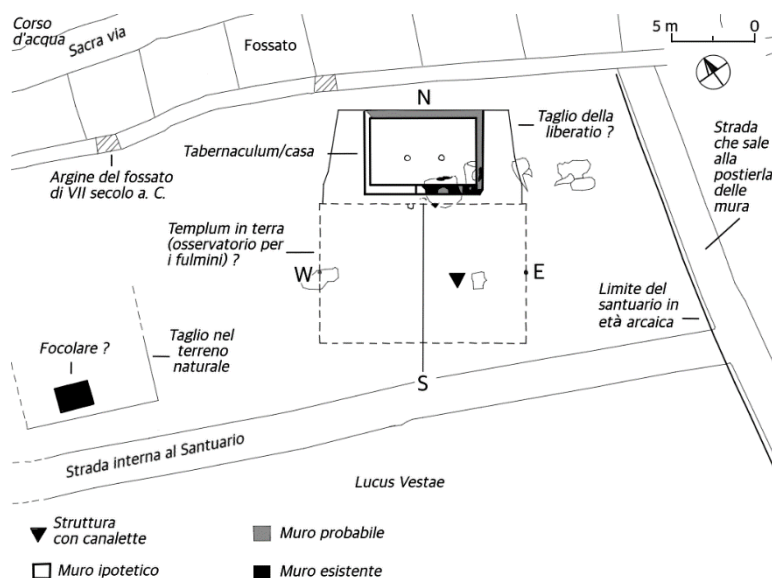 Corso
d'acqua
Sacra via
Fossato
5 m 0
N
Taglio della
liberatio ?
Tabernaculum/casa
Strada
che sale
alla
postierla
delle
mura
Argine del fossato
di VII secolo a. C.
Templum in terra
(osservatorio per
i fulmini) ?
W
E
Limite del
santuario in
età arcaica
Focolare ?
Taglio nel
terreno
naturale
S
Strada interna al Santuario
Lucus Vestae
Struttura
con canalette
Muro probabile
Muro ipotetico
Muro esistente